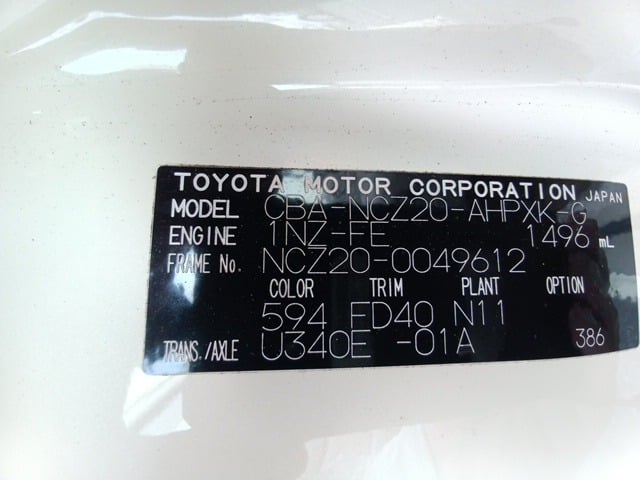 TOYOTA MOTOR CORPORATION JAPAN
MODEL CBA-NCZ20-AHPXK-G
ENGINE 1NZ-FE 1496 mL
FRAME No. NCZ20-0049612
COLOR TRIM PLANT OPTION
594 FD40 N11
TRANS./AXLE U340E -01A 386